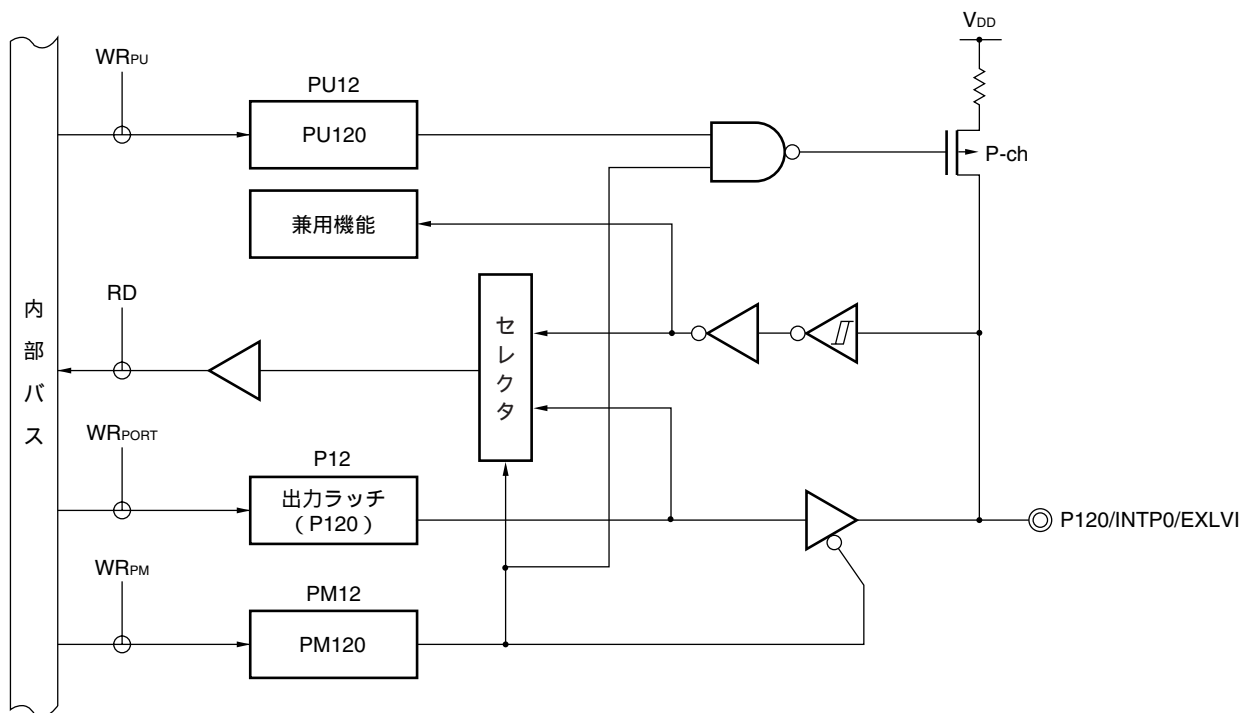 VDD
WRPU
PU12
PU120
P-ch
兼用機能
RD
内部バス
セレクタ
WRPORT
P12
出力ラッチ
(P120)
P120/INTP0/EXLVI
WRPM
PM12
PM120